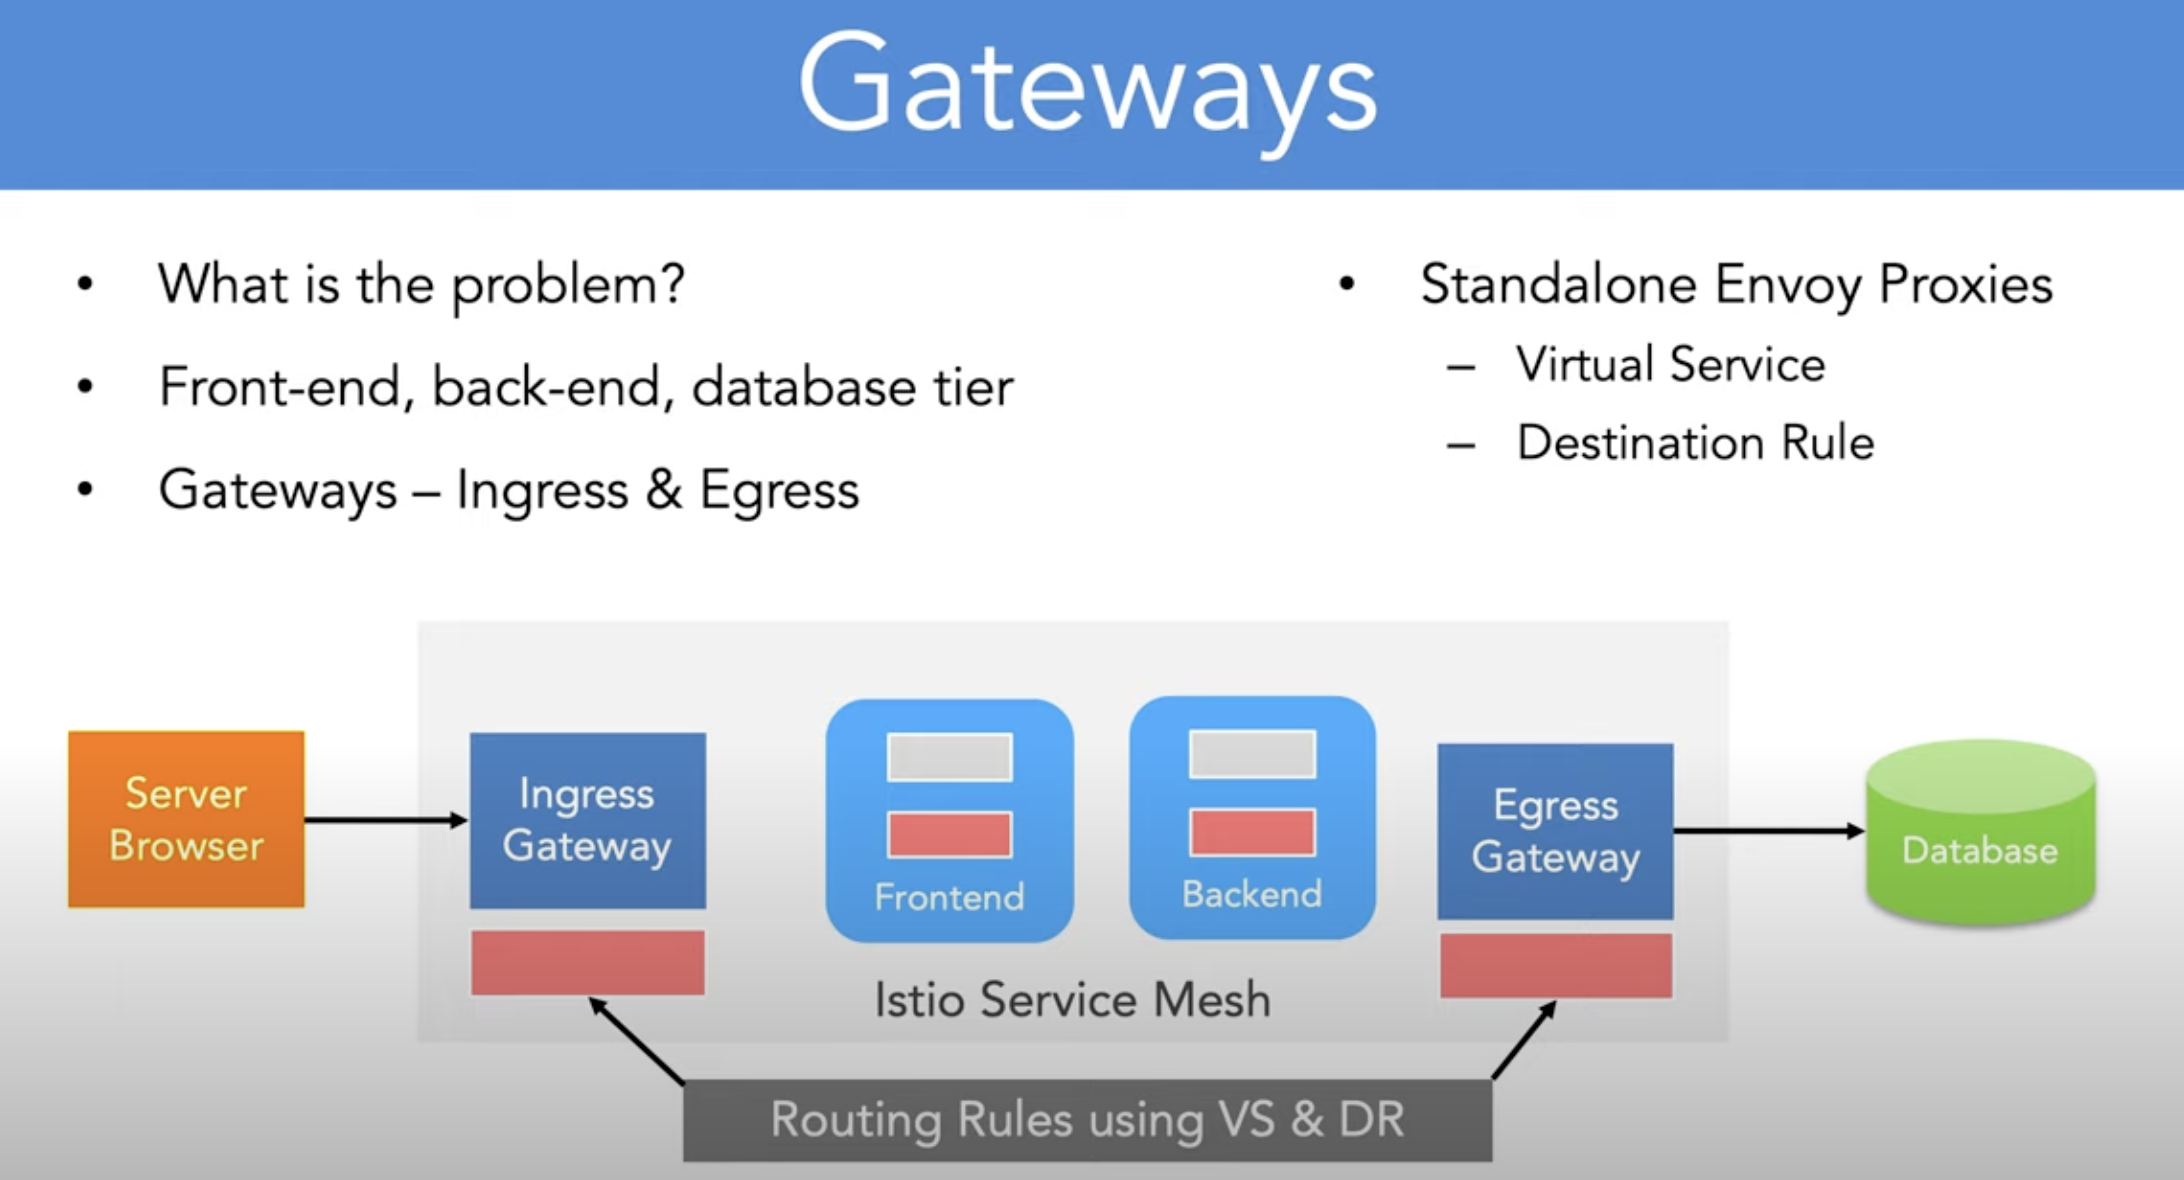 Gateways
• What is the problem?
• Front-end, back-end, database tier
• Gateways – Ingress & Egress
• Standalone Envoy Proxies
– Virtual Service
– Destination Rule
Server
Browser
Ingress
Gateway
Frontend
Backend
Egress
Gateway
Database
Istio Service Mesh
Routing Rules using VS & DR